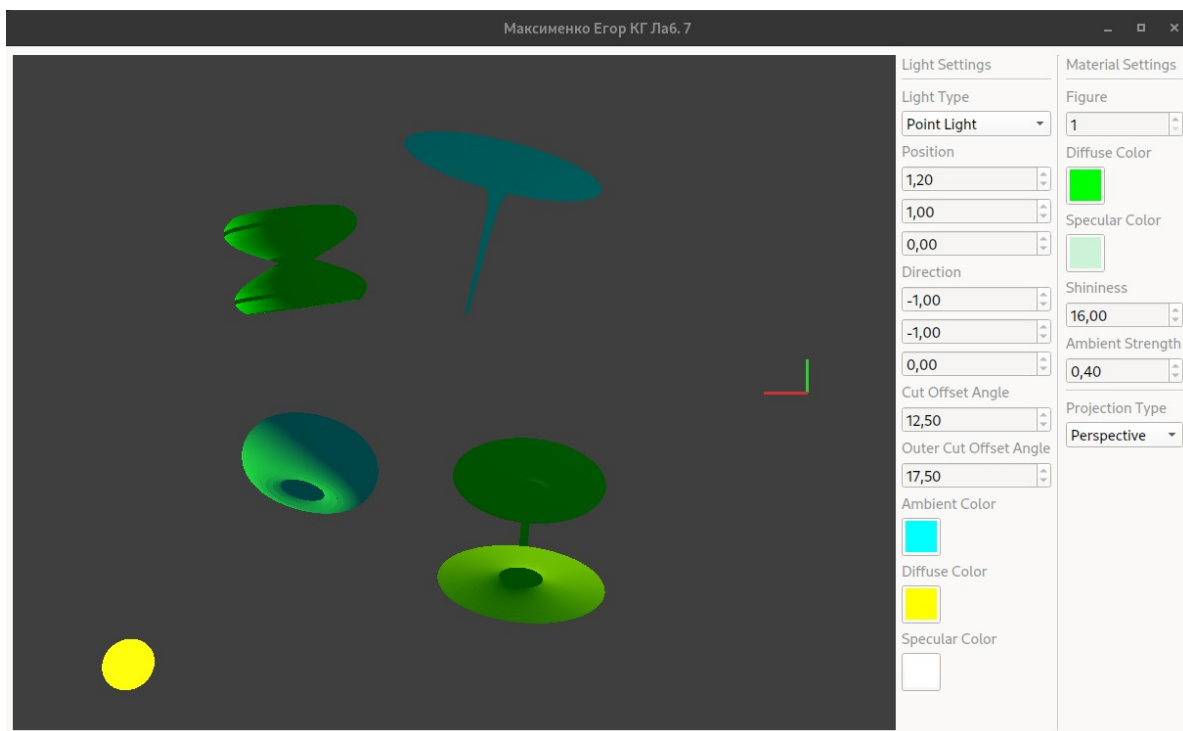 Максименко Егор КГ Лаб. 7
Light Settings
Light Type
Point Light
Position
1,20
1,00
0,00
Direction
-1,00
-1,00
0,00
Cut Offset Angle
12,50
Outer Cut Offset Angle
17,50
Ambient Color
Diffuse Color
Specular Color
Material Settings
Figure
1
Diffuse Color
Specular Color
Shininess
16,00
Ambient Strength
0,40
Projection Type
Perspective